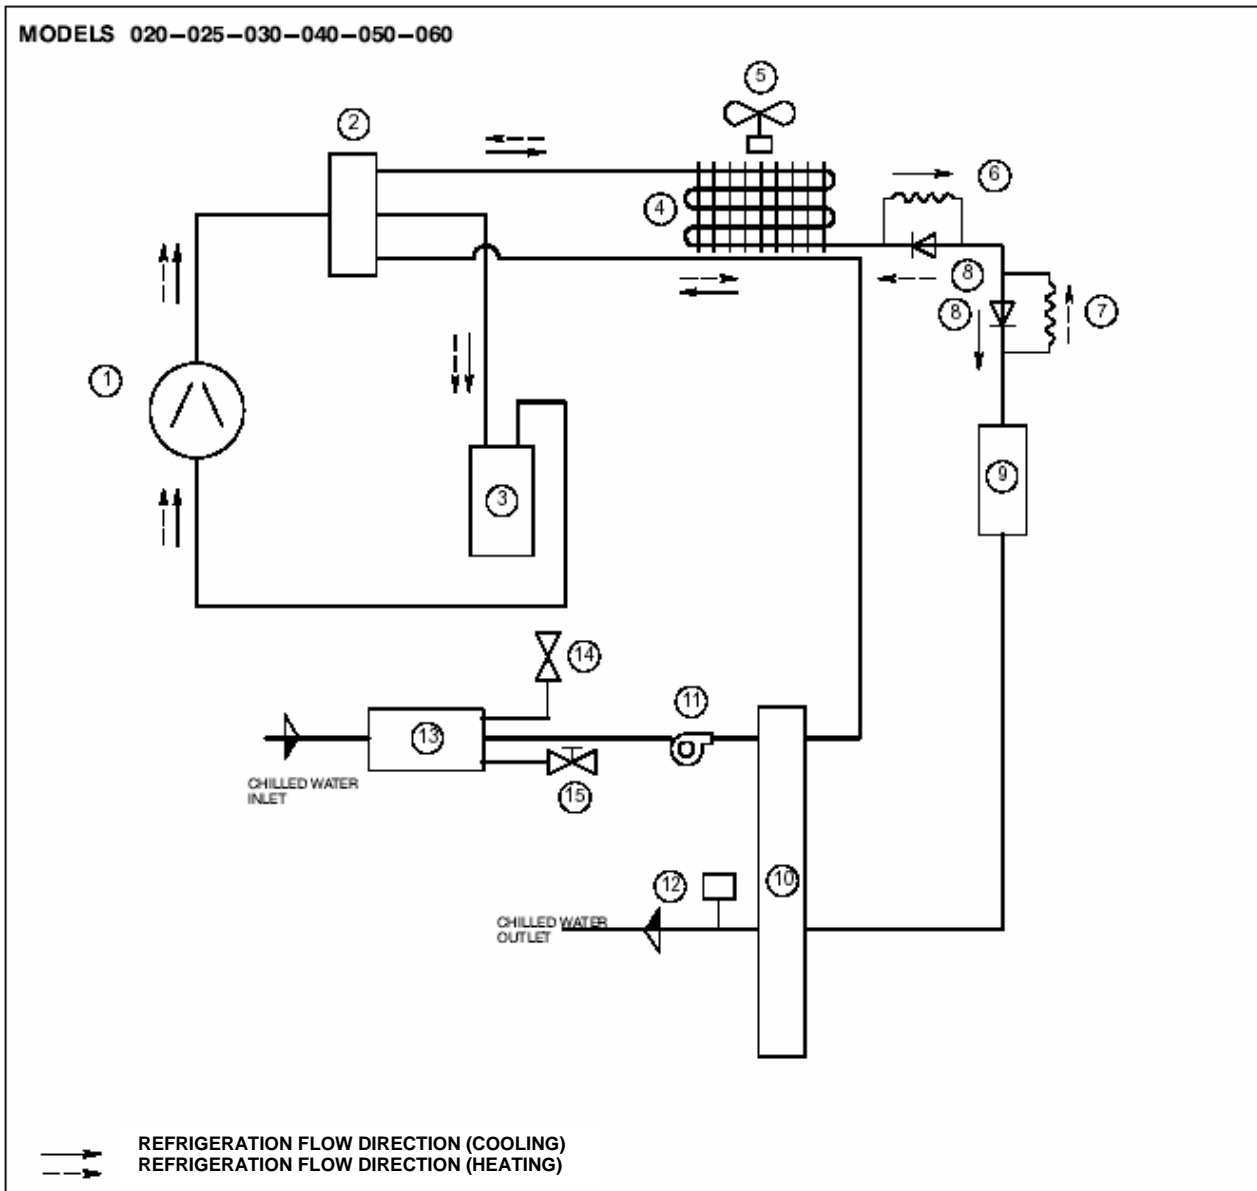 MODELS 020–025–030–040–050–060
5
2
6
4
8
8
7
1
9
3
14
11
13
CHILLED WATER
INLET
15
12
10
CHILLED WATER
OUTLET
REFRIGERATION FLOW DIRECTION (COOLING)
REFRIGERATION FLOW DIRECTION (HEATING)